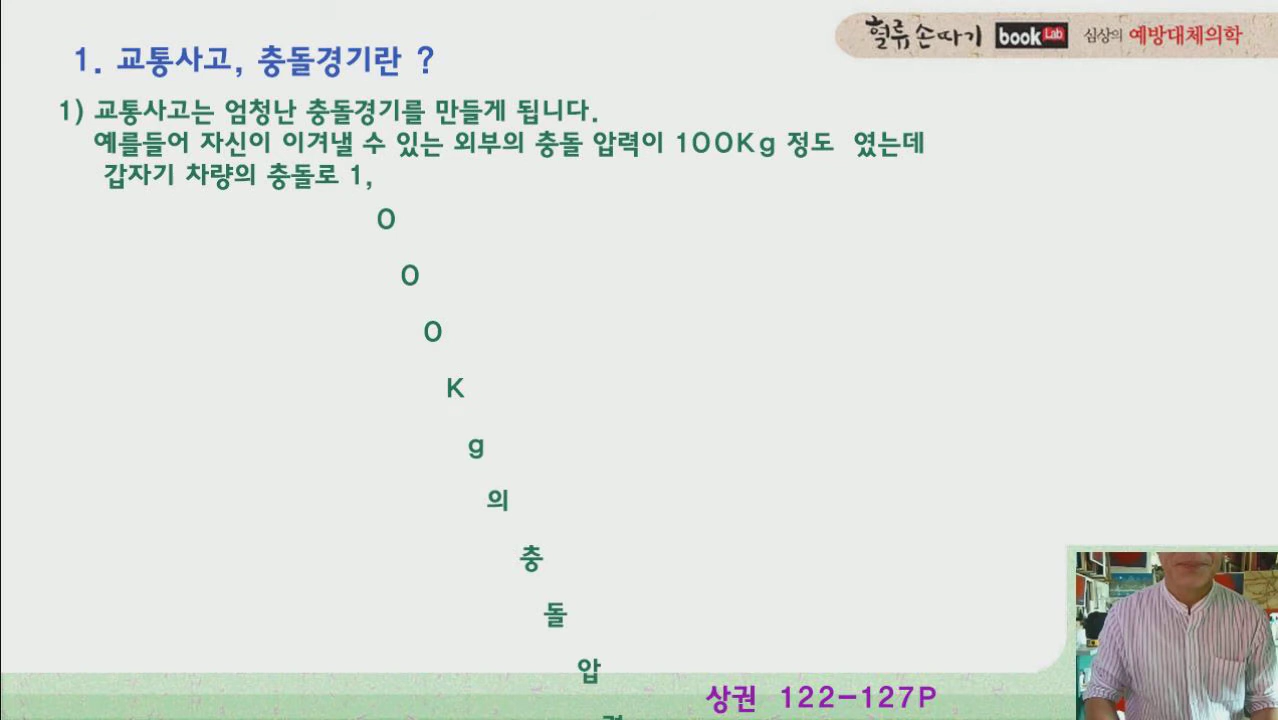 혈류 손따기 book Lab 심상의 예방대체의학
1. 교통사고, 충돌경기란 ?
1) 교통사고는 엄청난 충돌경기를 만들게 됩니다.
예를들어 자신이 이겨낼 수 있는 외부의 충돌 압력이 100Kg 정도 였는데
갑자기 차량의 충돌로 1,
0
0
0
K
g
의
충
돌
압
상권 122-127P